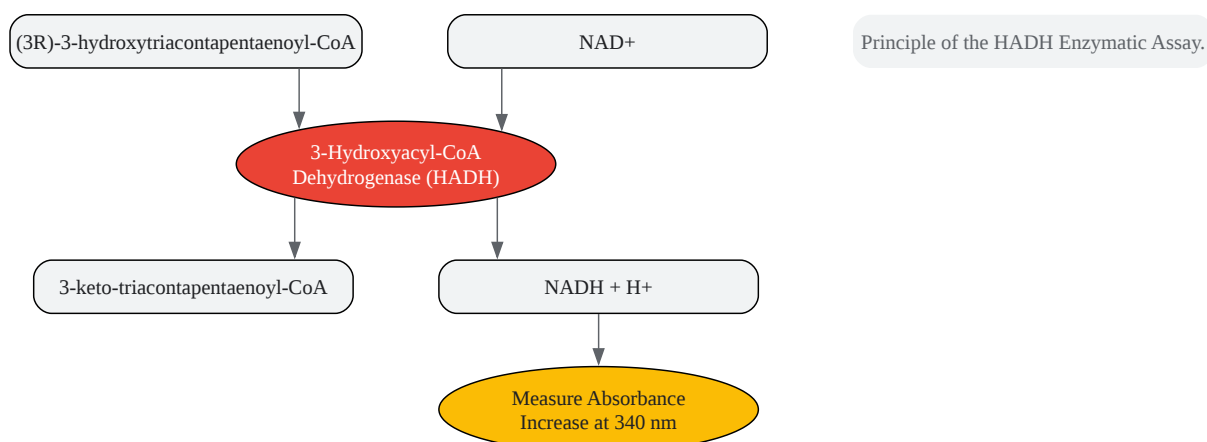 (3R)-3-hydroxytriacontapentaenoyl-CoA
NAD+
Principle of the HADH Enzymatic Assay.
3-Hydroxyacyl-CoA
Dehydrogenase (HADH)
3-keto-triacontapentaenoyl-CoA
NADH + H+
Measure Absorbance
Increase at 340 nm